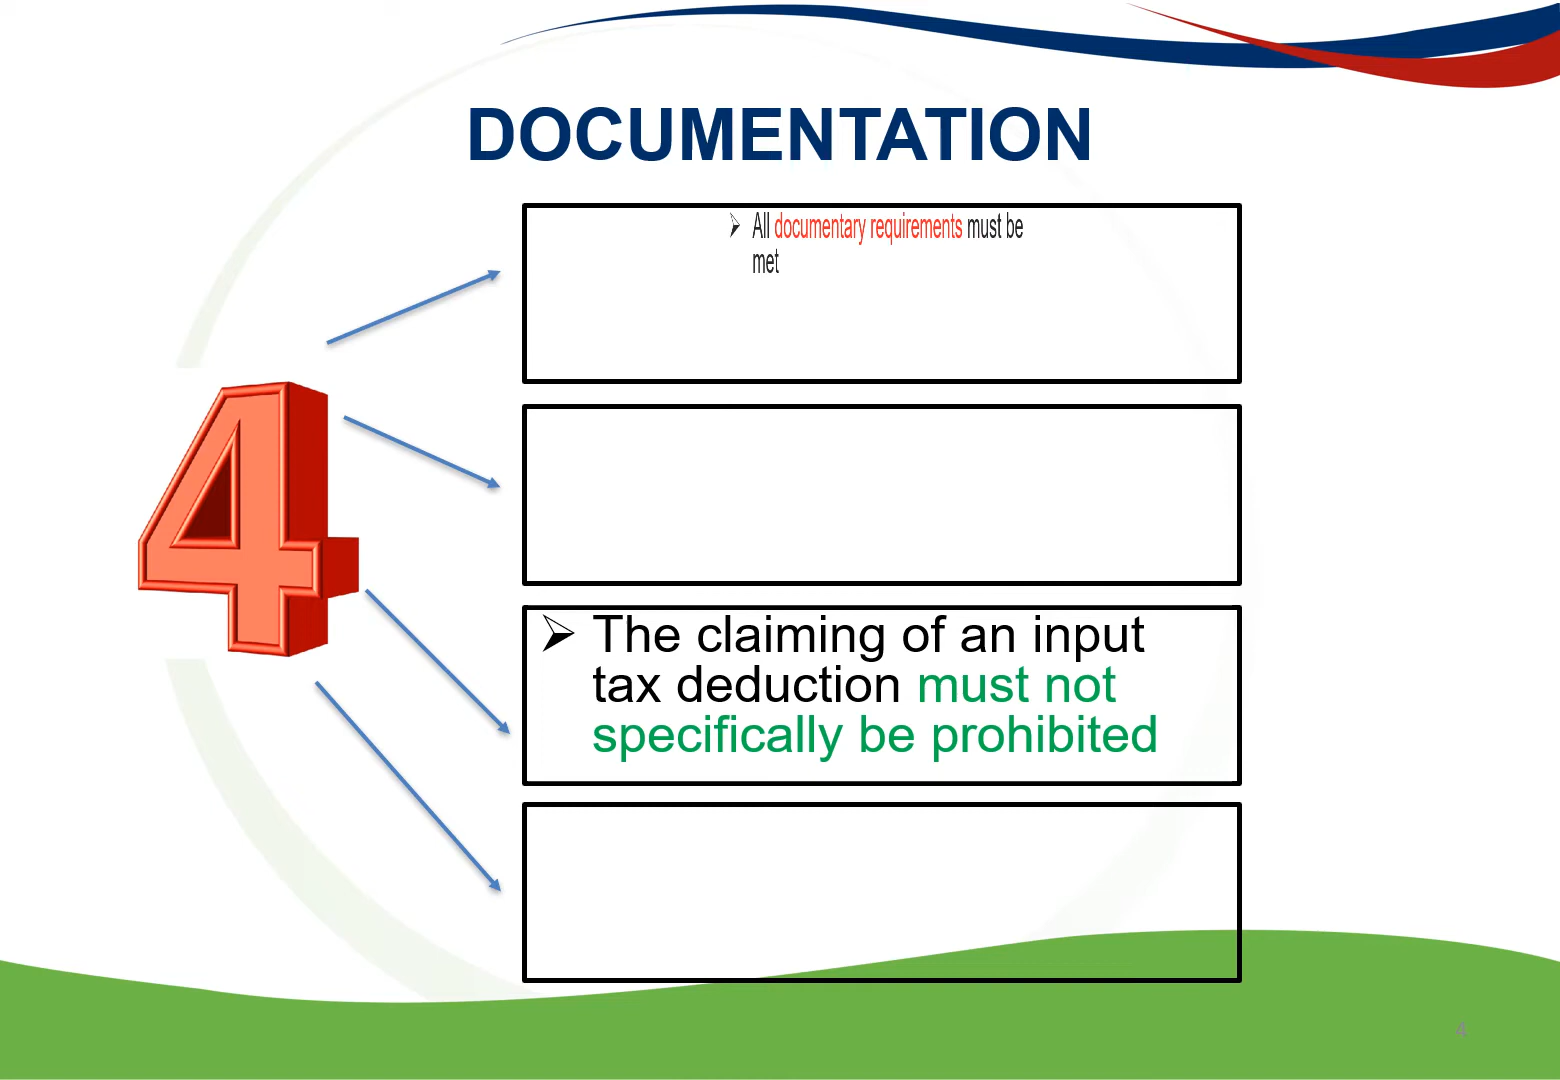 DOCUMENTATION
➢ All documentary requirements must be
met
4
➢ The claiming of an input
tax deduction must not
specifically be prohibited
4